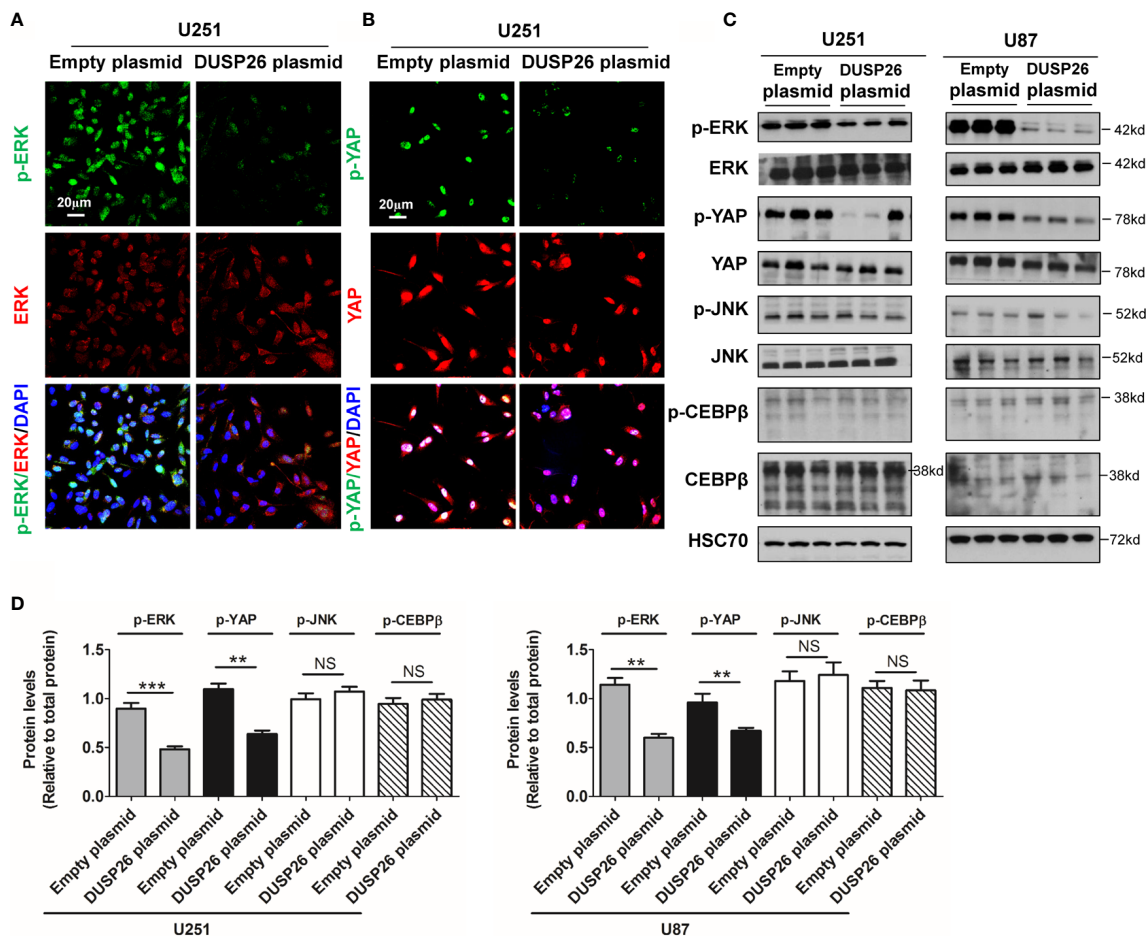 A
U251
Empty plasmid DUSP26 plasmid
p-ERK
20μm
ERK
p-ERK/ERK/DAPI
B
U251
Empty plasmid DUSP26 plasmid
p-YAP
20μm
YAP
p-YAP/YAP/DAPI
C
U251 U87
Empty plasmid DUSP26 plasmid Empty plasmid DUSP26 plasmid
p-ERK 42kd
ERK 42kd
p-YAP 78kd
YAP 78kd
p-JNK 52kd
JNK 52kd
p-CEBPβ 38kd
CEBPβ 38kd 38kd
HSC70 72kd
D
p-ERK p-YAP p-JNK p-CEBPβ
Protein levels
(Relative to total protein)
1.5
1.0
0.5
0.0
*** ** NS NS
Empty plasmid DUSP26 plasmid Empty plasmid DUSP26 plasmid Empty plasmid DUSP26 plasmid Empty plasmid DUSP26 plasmid
U251
p-ERK p-YAP p-JNK p-CEBPβ
Protein levels
(Relative to total protein)
1.5
1.0
0.5
0.0
** ** NS NS
Empty plasmid DUSP26 plasmid Empty plasmid DUSP26 plasmid Empty plasmid DUSP26 plasmid Empty plasmid DUSP26 plasmid
U87